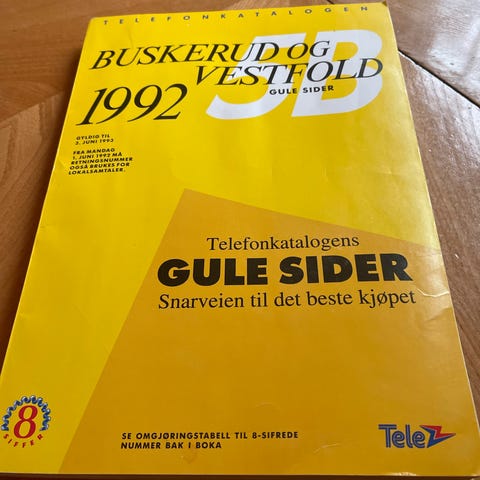 TELEFONKATALOGEN
BUSKERUD OG
VESTFOLD
5B
GULE SIDER
1992
GYLDIG TIL
2. JUNI 1993
FRA MANDAG
1. JUNI 1992 MÅ
RETNINGSNUMMER
OGSÅ BRUKES FOR
LOKALSAMTALER.
Telefonkatalogens
GULE SIDER
Snarveien til det beste kjøpet
8
SIFFER
SE OMGJØRINGSTABELL TIL 8-SIFREDE
NUMMER BAK I BOKA
Tele